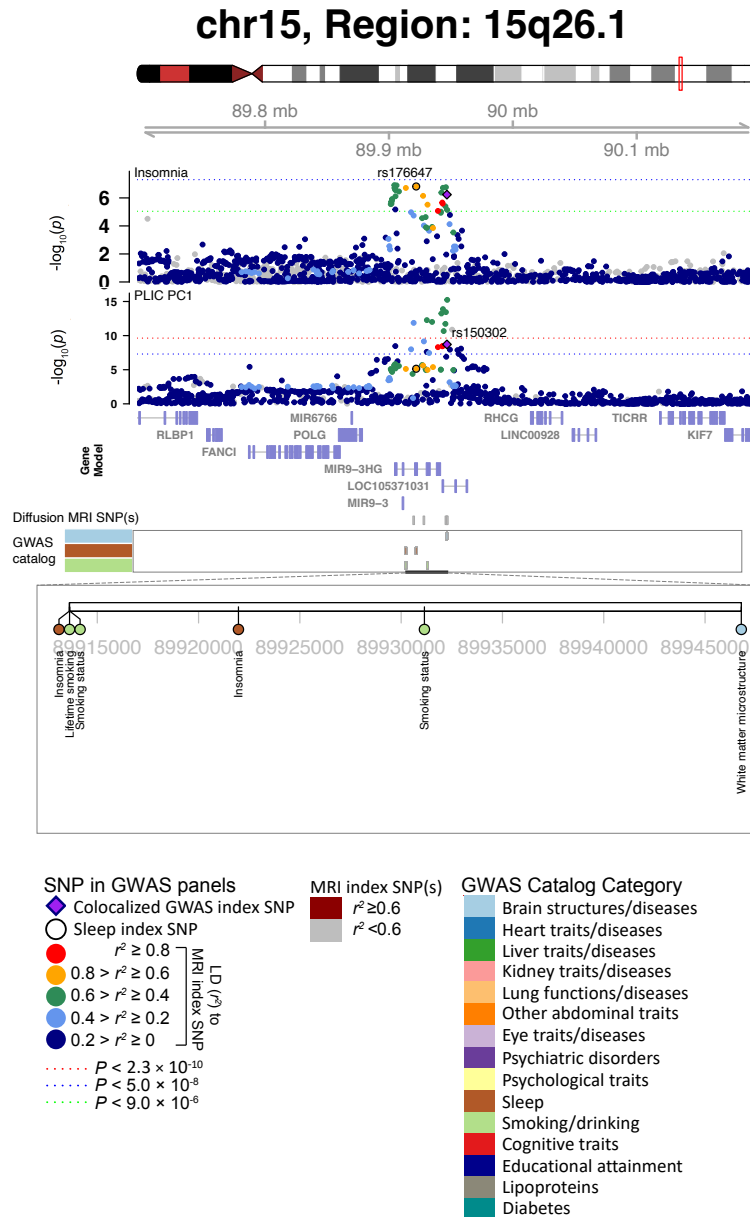 chr15, Region: 15q26.1
89.8 mb
90 mb
89.9 mb
90.1 mb
Insomnia
rs176647
-log10(p)
6
4
2
0
PLIC PC1
15
rs150302
-log10(p)
10
5
0
Gene
Model
MIR6766
RHCG
TICRR
RLBP1
POLG
LINC00928
KIF7
FANCI
MIR9−3HG
LOC105371031
MIR9−3
Diffusion MRI SNP(s)
GWAS
catalog
89915000
89920000
89925000
89930000
89935000
89940000
89945000
Insomnia
Lifetime smoking
Smoking status
Insomnia
Smoking status
White matter microstructure
SNP in GWAS panels
Colocalized GWAS index SNP
Sleep index SNP
r² ≥ 0.8
0.8 > r² ≥ 0.6
0.6 > r² ≥ 0.4
0.4 > r² ≥ 0.2
0.2 > r² ≥ 0
LD (r²) to
MRI index SNP
P < 2.3 × 10-10
P < 5.0 × 10-8
P < 9.0 × 10-6
MRI index SNP(s)
r² ≥0.6
r² <0.6
GWAS Catalog Category
Brain structures/diseases
Heart traits/diseases
Liver traits/diseases
Kidney traits/diseases
Lung functions/diseases
Other abdominal traits
Eye traits/diseases
Psychiatric disorders
Psychological traits
Sleep
Smoking/drinking
Cognitive traits
Educational attainment
Lipoproteins
Diabetes